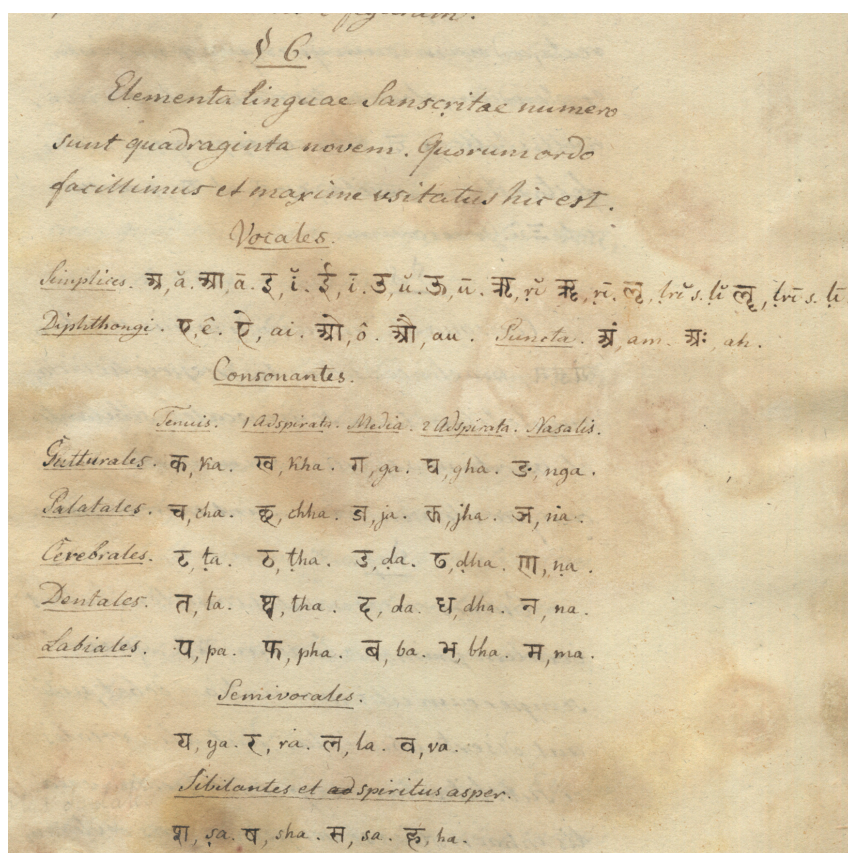 § 6.
Elementa linguae Sanscritae numero
sunt quadraginta novem. Quorum ordo
facillimus et maxime usitatus hic est.
Vocales.
Simplices. अ, ă. आ, ā. इ, ĭ. ई, ī. उ, ŭ. ऊ, ū. ऋ, rĭ ॠ, rī. ऌ, lrĭ s. lĭ ॡ, lrī s. lī
Diphthongi. ए, ê. ऐ, ai. ओ, ô. औ, au. Puncta. अं, am. अः, ah.
Consonantes.
Tenuis. 1 Adspirata. Media. 2 Adspirata. Nasalis.
Gutturales. क, ka. ख, kha. ग, ga. घ, gha. ङ, nga.
Palatales. च, cha. छ, chha. ज, ja. झ, jha. ञ, nia.
Cerebrales. ट, ṭa. ठ, ṭha. ड, ḍa. ढ, ḍha. ण, ṇa.
Dentales. त, ta. थ, tha. द, da. ध, dha. न, na.
Labiales. प, pa. फ, pha. ब, ba. भ, bha. म, ma.
Semivocales.
य, ya. र, ra. ल, la. व, va.
Sibilantes et adspiritus asper.
श, ṣa. ष, sha. स, sa. ह, ha.